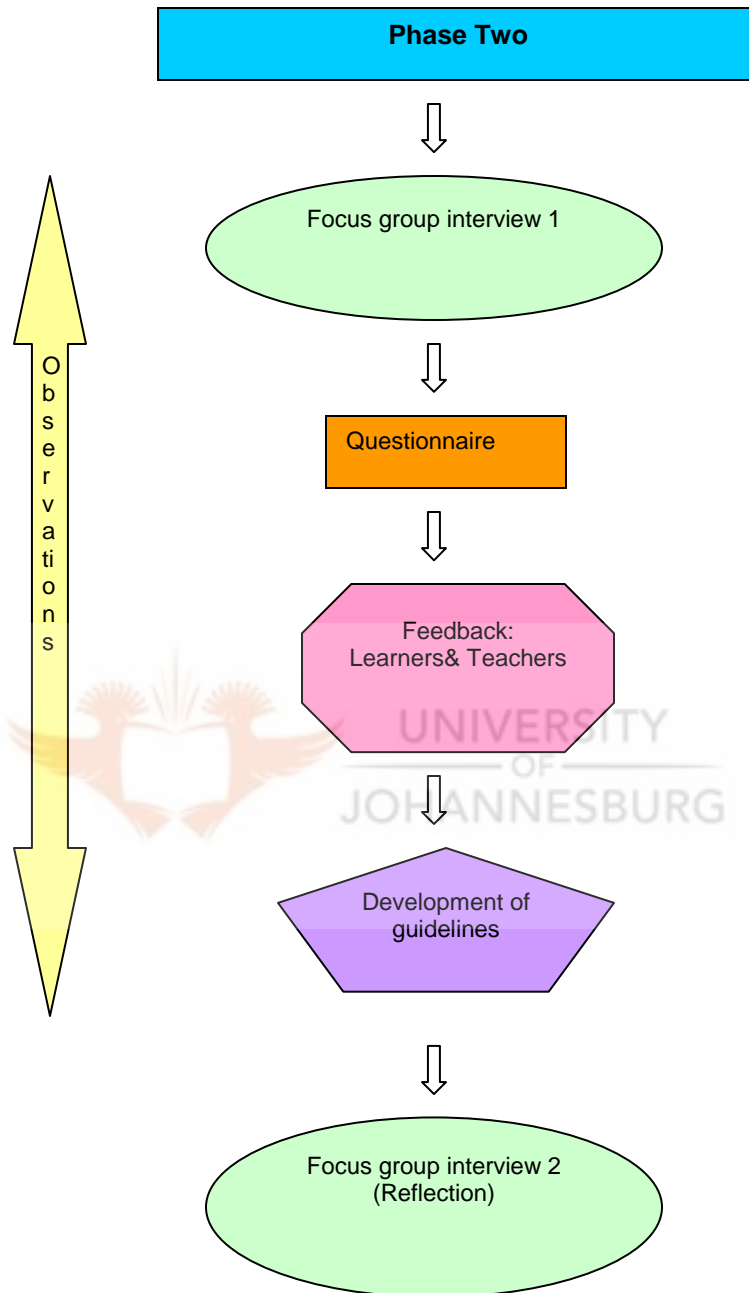 Phase Two
Focus group interview 1
Observations
Questionnaire
Feedback:
Learners& Teachers
UNIVERSITY
OF
JOHANNESBURG
Development of
guidelines
Focus group interview 2
(Reflection)